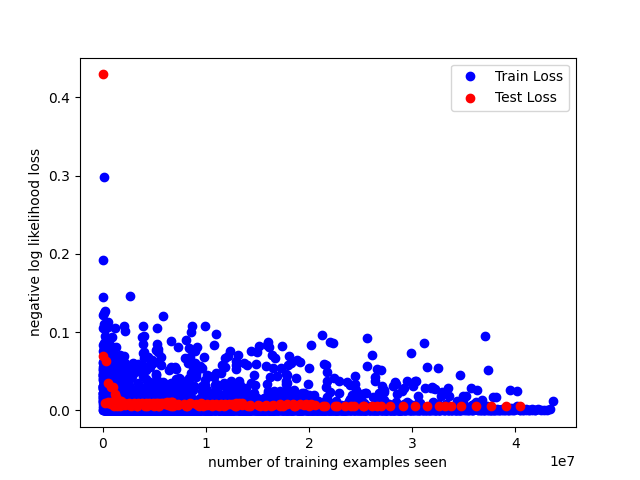 Train Loss
Test Loss
negative log likelihood loss
0.4
0.3
0.2
0.1
0.0
0 1 2 3 4
number of training examples seen
1e7